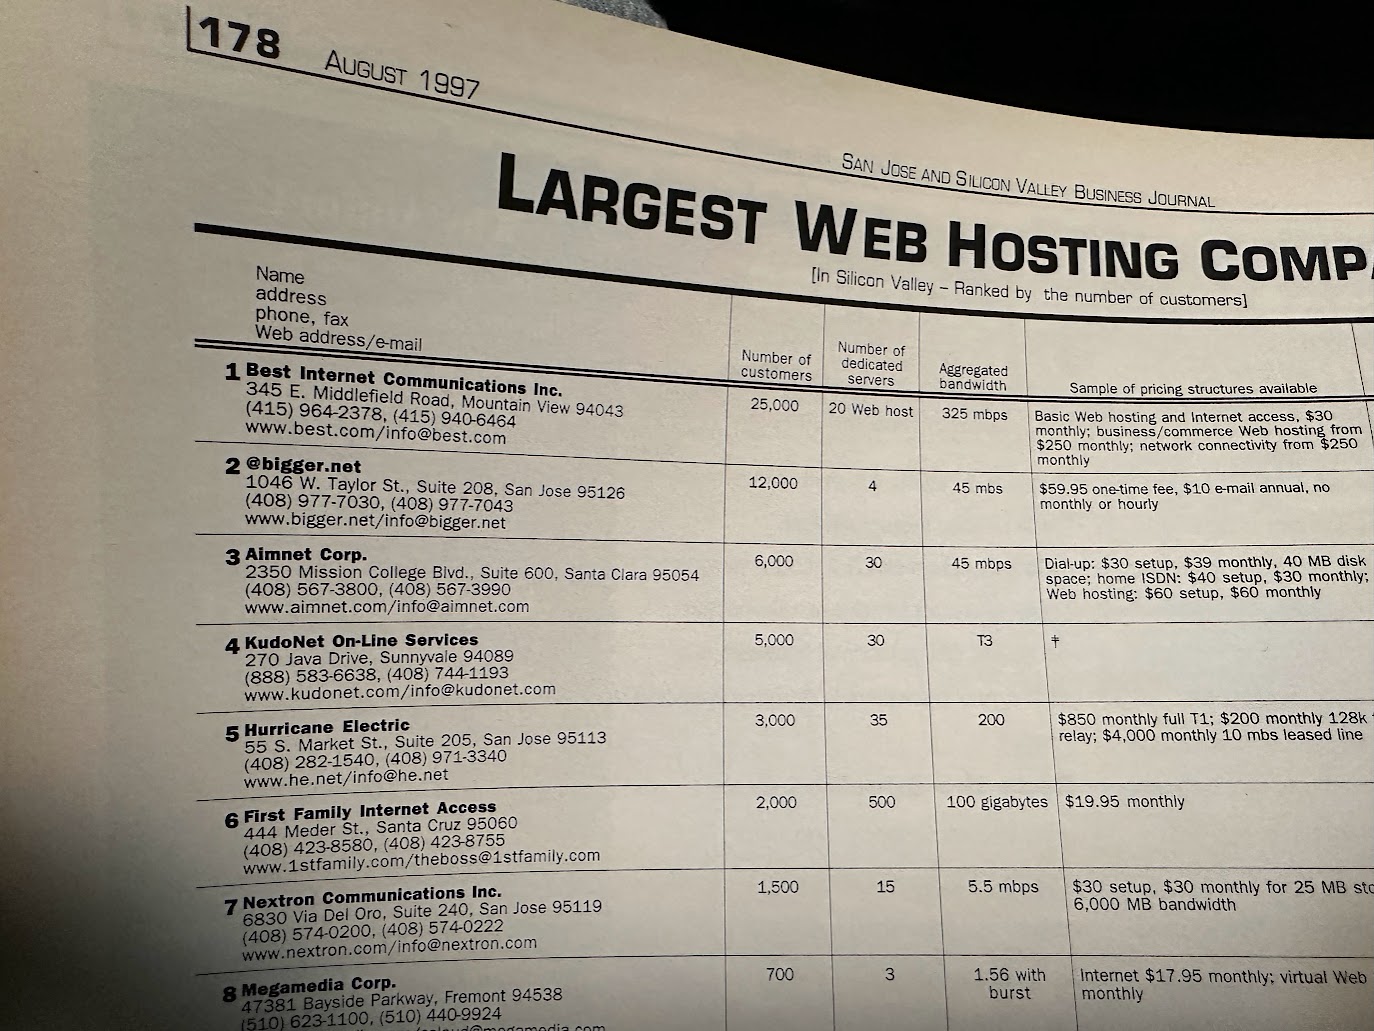 178 AUGUST 1997
SAN JOSE AND SILICON VALLEY BUSINESS JOURNAL
LARGEST WEB HOSTING COMP
[In Silicon Valley – Ranked by the number of customers]
Name
address
phone, fax
Web address/e-mail
Number of
customers
Number of
dedicated
servers
Aggregated
bandwidth
Sample of pricing structures available
1 Best Internet Communications Inc.
345 E. Middlefield Road, Mountain View 94043
(415) 964-2378, (415) 940-6464
www.best.com/info@best.com
25,000
20 Web host
325 mbps
Basic Web hosting and Internet access, $30
monthly; business/commerce Web hosting from
$250 monthly; network connectivity from $250
monthly
2 @bigger.net
1046 W. Taylor St., Suite 208, San Jose 95126
(408) 977-7030, (408) 977-7043
www.bigger.net/info@bigger.net
12,000
4
45 mbs
$59.95 one-time fee, $10 e-mail annual, no
monthly or hourly
3 Aimnet Corp.
2350 Mission College Blvd., Suite 600, Santa Clara 95054
(408) 567-3800, (408) 567-3990
www.aimnet.com/info@aimnet.com
6,000
30
45 mbps
Dial-up: $30 setup, $39 monthly, 40 MB disk
space; home ISDN: $40 setup, $30 monthly;
Web hosting: $60 setup, $60 monthly
4 KudoNet On-Line Services
270 Java Drive, Sunnyvale 94089
(888) 583-6638, (408) 744-1193
www.kudonet.com/info@kudonet.com
5,000
30
T3
‡
5 Hurricane Electric
55 S. Market St., Suite 205, San Jose 95113
(408) 282-1540, (408) 971-3340
www.he.net/info@he.net
3,000
35
200
$850 monthly full T1; $200 monthly 128k
relay; $4,000 monthly 10 mbs leased line
6 First Family Internet Access
444 Meder St., Santa Cruz 95060
(408) 423-8580, (408) 423-8755
www.1stfamily.com/theboss@1stfamily.com
2,000
500
100 gigabytes
$19.95 monthly
7 Nextron Communications Inc.
6830 Via Del Oro, Suite 240, San Jose 95119
(408) 574-0200, (408) 574-0222
www.nextron.com/info@nextron.com
1,500
15
5.5 mbps
$30 setup, $30 monthly for 25 MB sto
6,000 MB bandwidth
8 Megamedia Corp.
47381 Bayside Parkway, Fremont 94538
(510) 623-1100, (510) 440-9924
700
3
1.56 with
burst
Internet $17.95 monthly; virtual Web
monthly